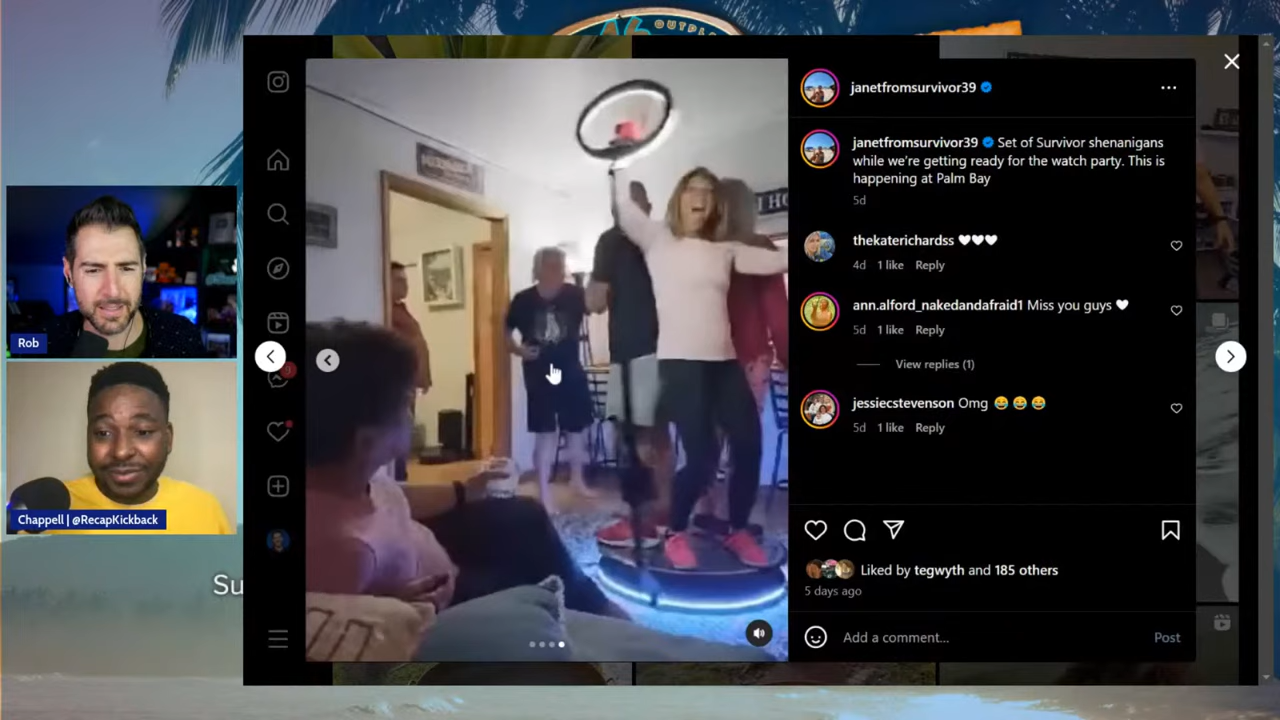 OUTPL
janetfromsurvivor39
janetfromsurvivor39 Set of Survivor shenanigans
while we're getting ready for the watch party. This is
happening at Palm Bay
5d
thekaterichardss 🤍🤍🤍
4d 1 like Reply
ann.alford_nakedandafraid1 Miss you guys 🤍
5d 1 like Reply
View replies (1)
jessiecstevenson Omg 😂 😂 😂
5d 1 like Reply
Liked by tegwyth and 185 others
5 days ago
Add a comment... Post
Rob
Chappell | @RecapKickback
Su